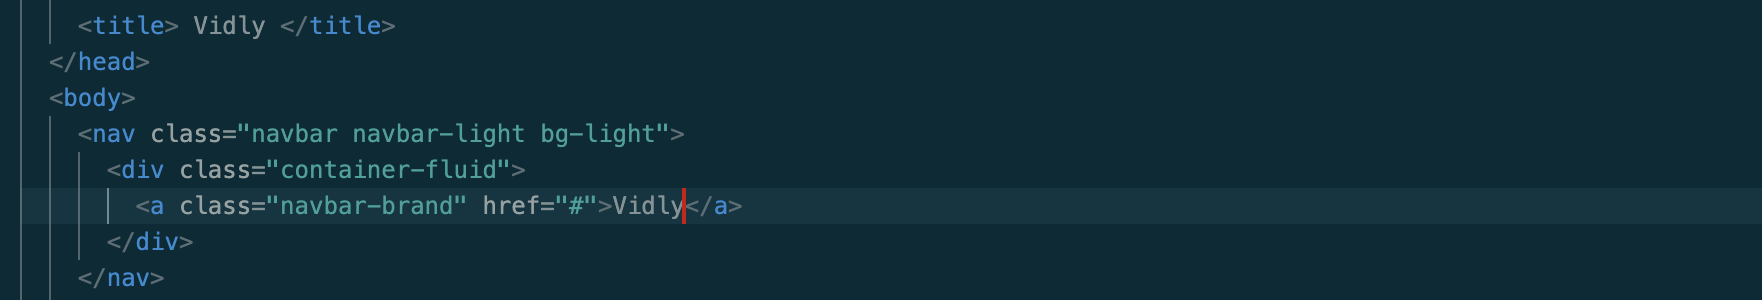 <title> Vidly </title>
</head>
<body>
<nav class="navbar navbar-light bg-light">
<div class="container-fluid">
<a class="navbar-brand" href="#">Vidly</a>
</div>
</nav>